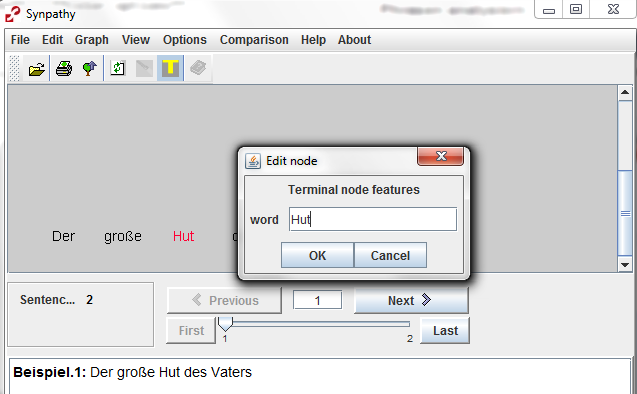 Synpathy
File Edit Graph View Options Comparison Help About
T
Edit node
Terminal node features
word Hut
OK Cancel
Der große Hut
Sentenc... 2
Previous 1 Next
First 1 2 Last
Beispiel.1: Der große Hut des Vaters